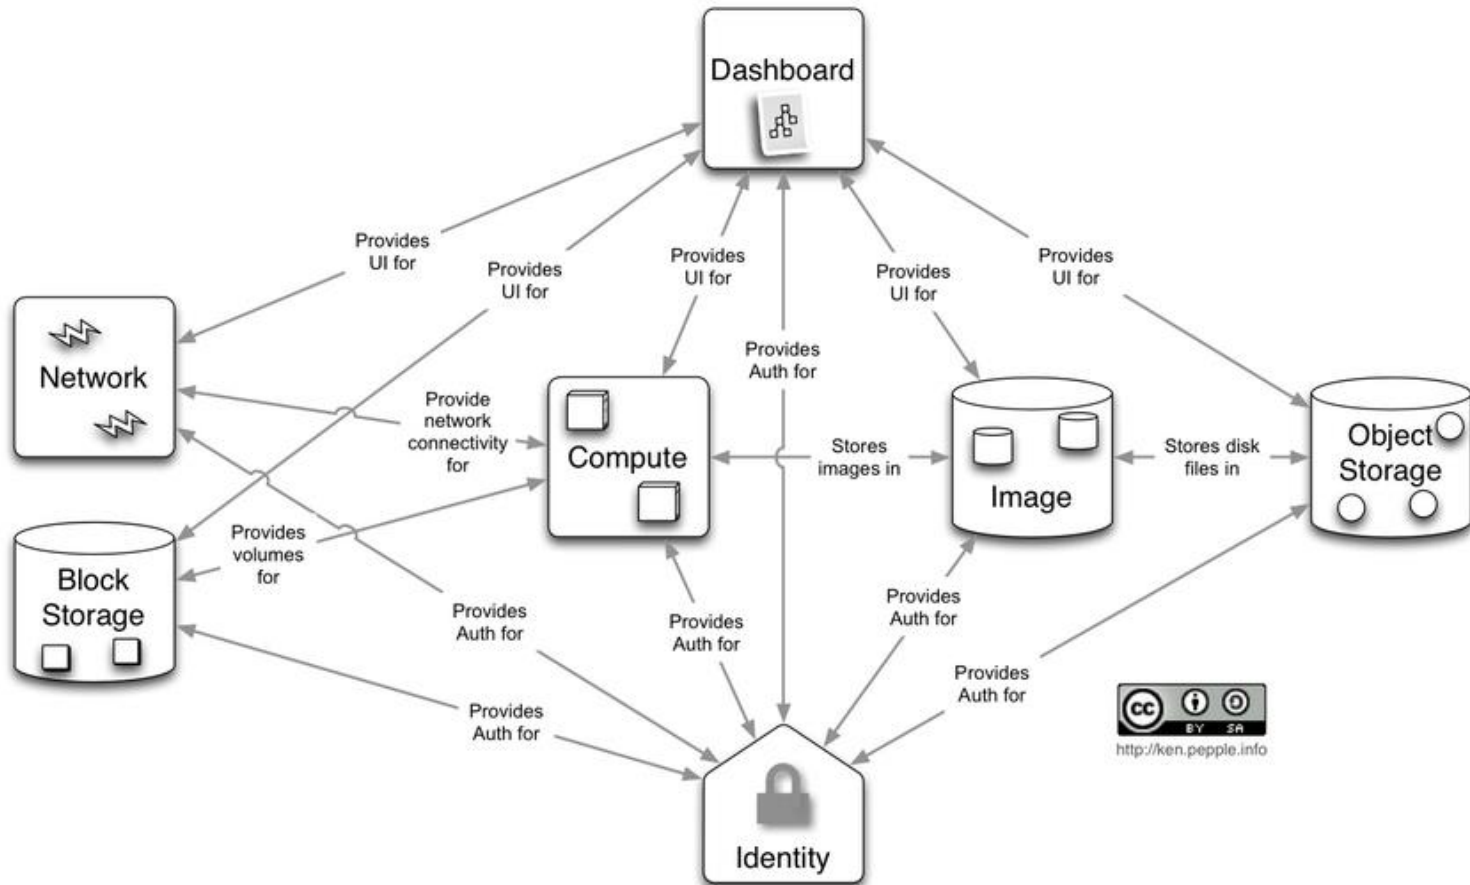 Dashboard
Provides
UI for
Provides
UI for
Provides
UI for
Provides
UI for
Provides
UI for
Network
Provides
Auth for
Provide
network
connectivity
for
Compute
Stores
images in
Image
Stores disk
files in
Object
Storage
Block
Storage
Provides
volumes
for
Provides
Auth for
Provides
Auth for
Provides
Auth for
Provides
Auth for
Provides
Auth for
cc
BY SA
http://ken.pepple.info
Identity